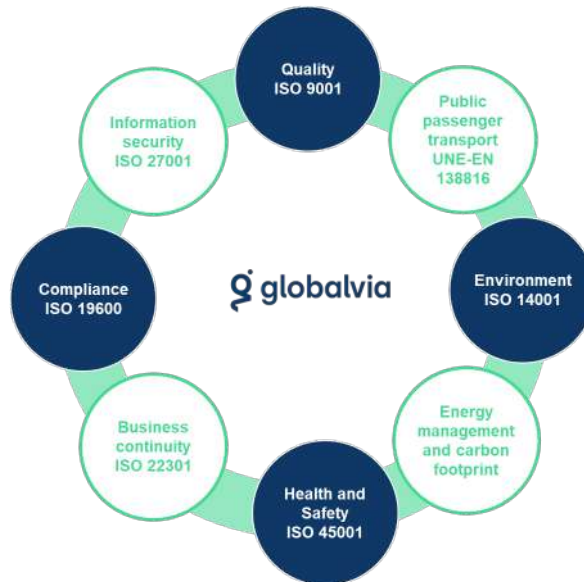 Quality
ISO 9001
Public
passenger
transport
UNE-EN
138816
Environment
ISO 14001
Energy
management
and carbon
footprint
Health and
Safety
ISO 45001
Business
continuity
ISO 22301
Compliance
ISO 19600
Information
security
ISO 27001
globalvia